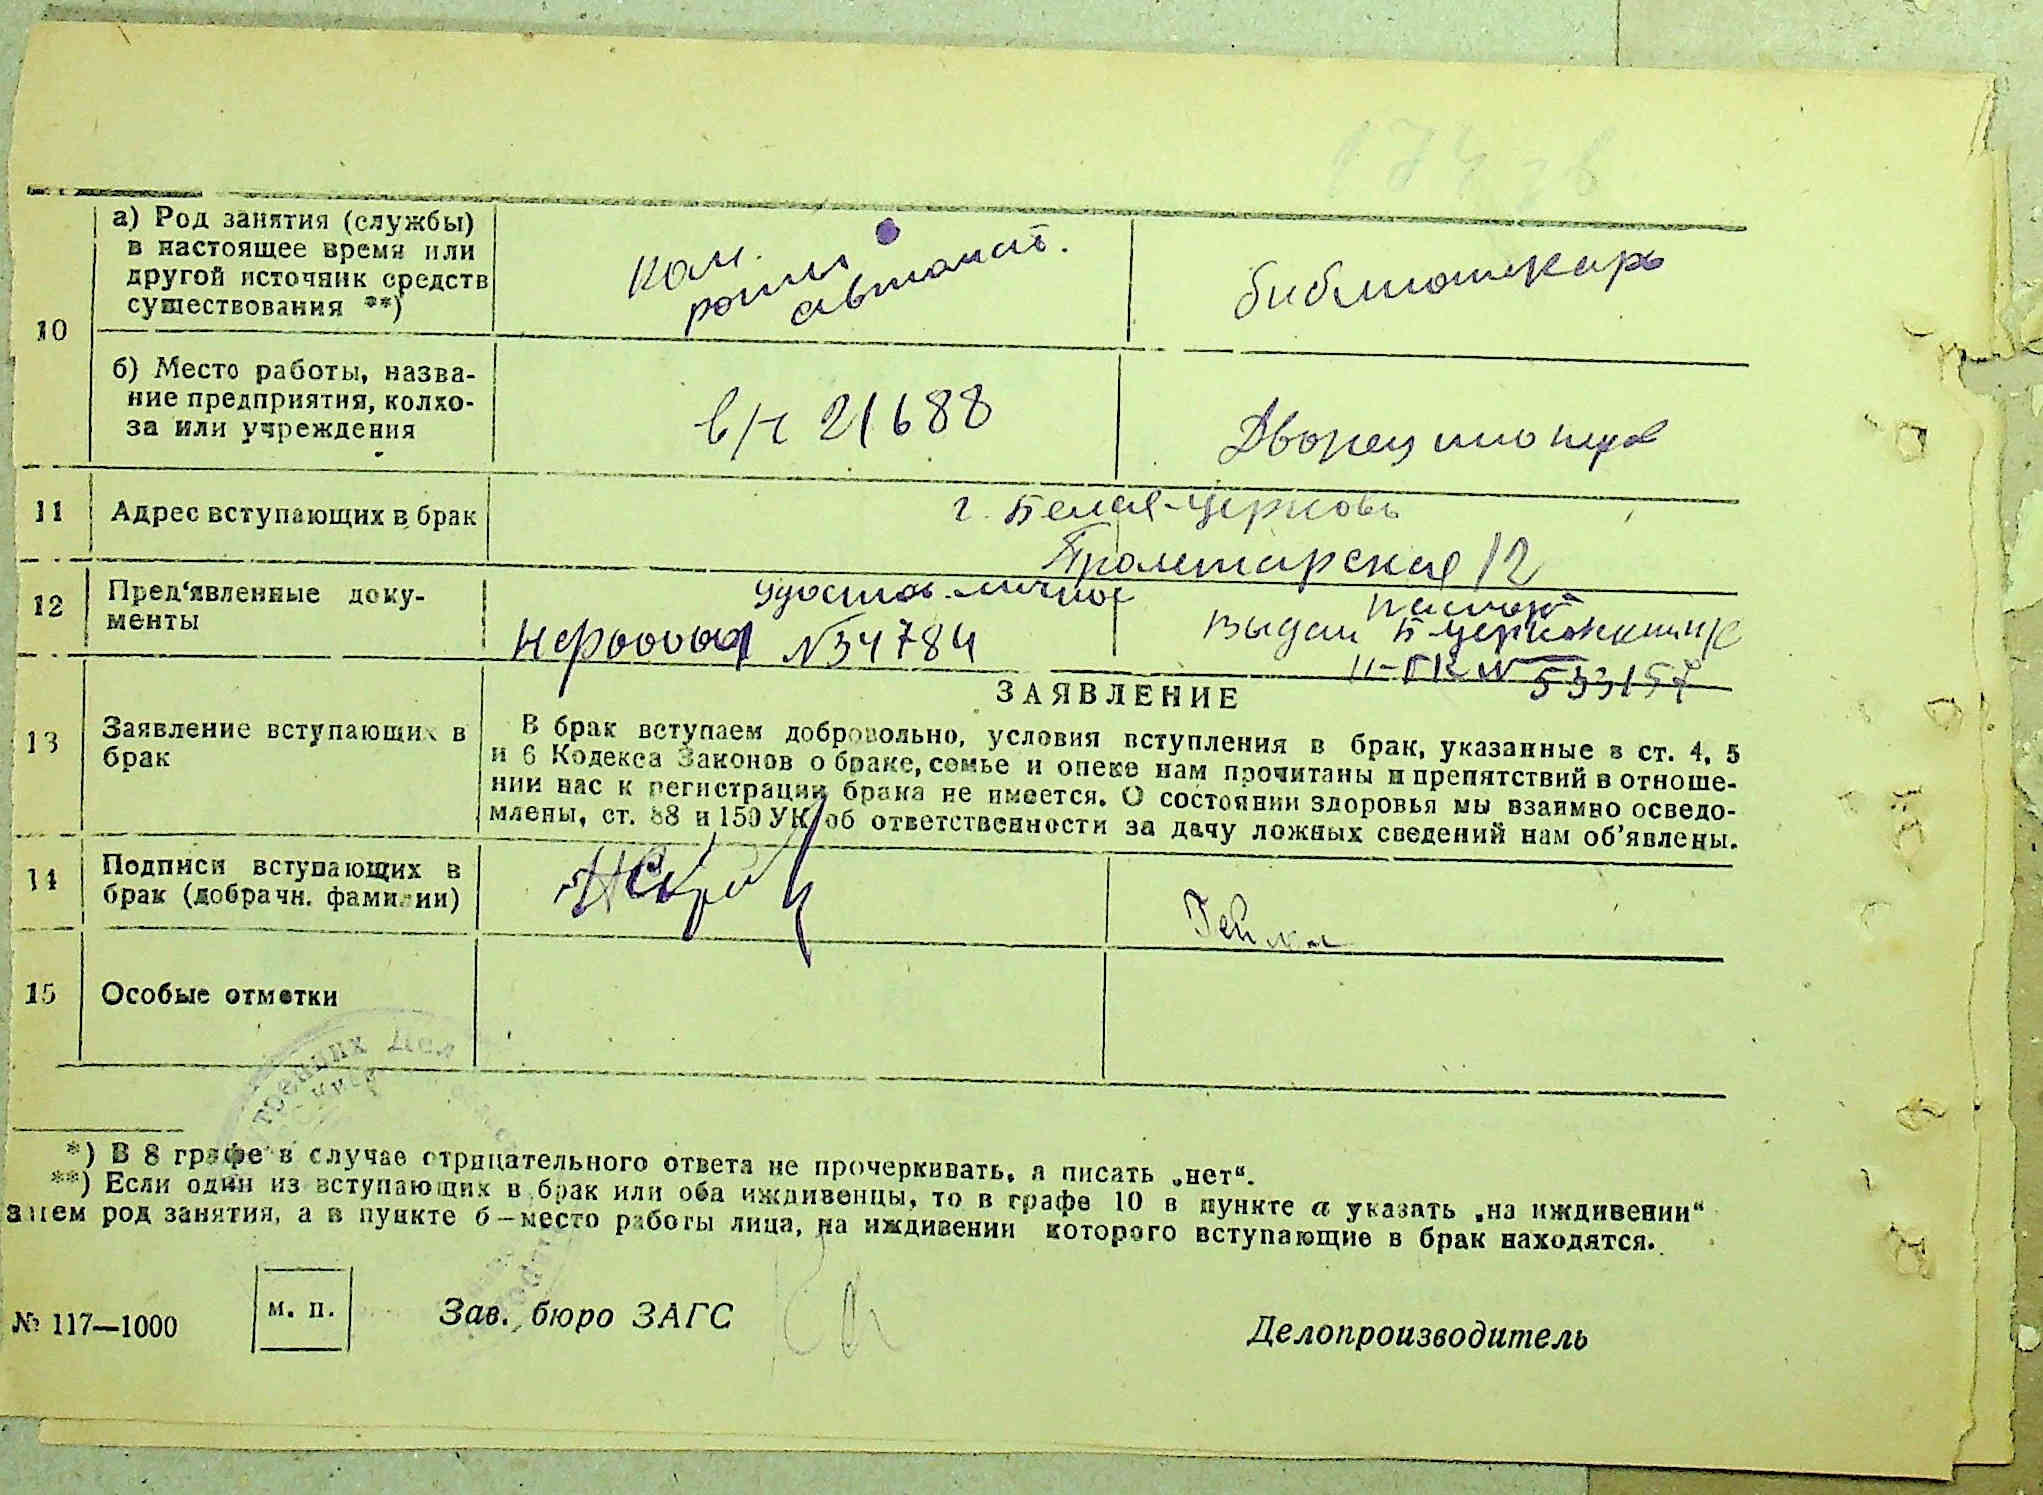 174 зв
10
а) Род занятия (службы)
в настоящее время или
другой источник средств
существования **)
ком.
роты
автомат.
библиотекарь
б) Место работы, назва-
ние предприятия, колхо-
за или учреждения
в/ч 21688
Дворец пионеров
11
Адрес вступающих в брак
г. Белая-Церковь
Пролетарская 12
12
Пред'явленные доку-
менты
удостов. личное
№34784
паспорт
выдан Б Церковским
№ 533157
13
Заявление вступающих в
брак
ЗАЯВЛЕНИЕ
В брак вступаем добровольно, условия вступления в брак, указанные в ст. 4, 5
и 6 Кодекса Законов о браке, семье и опеке нам прочитаны и препятствий в отноше-
нии нас к регистрации брака не имеется. О состоянии здоровья мы взаимно осведо-
млены, ст. 88 и 150 УК об ответственности за дачу ложных сведений нам об'явлены.
14
Подписи вступающих в
брак (добрачн. фамилии)
15
Особые отметки
*) В 8 графе в случае отрицательного ответа не прочеркивать, а писать „нет“.
**) Если один из вступающих в брак или оба иждивенцы, то в графе 10 в пункте а указать „на иждивении“
зачем род занятия, а в пункте б—место работы лица, на иждивении которого вступающие в брак находятся.
№ 117—1000
м. п.
Зав. бюро ЗАГС
Делопроизводитель